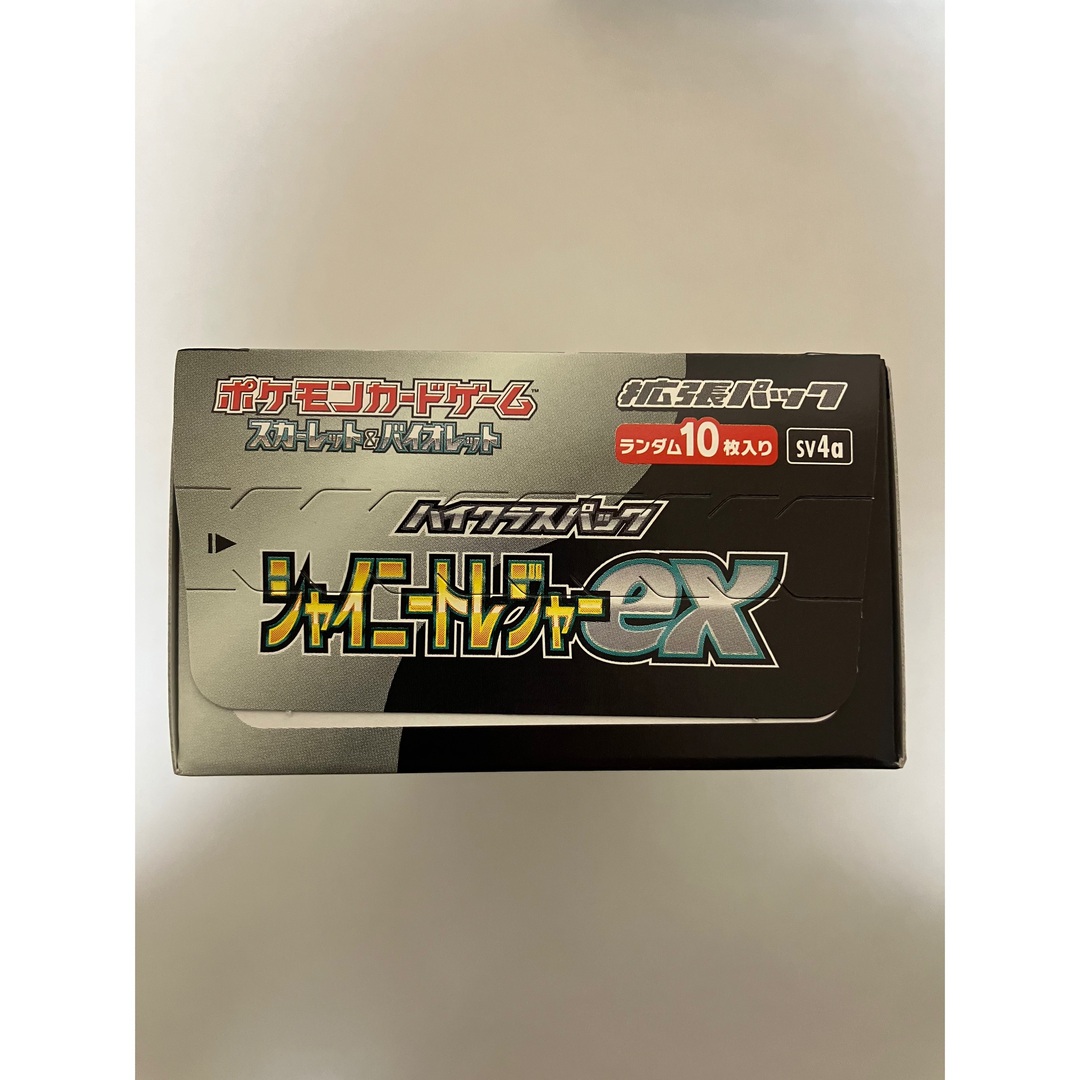 ポケモンカードゲーム™
スカーレット&バイオレット
拡張パック
ランダム10枚入り
SV4a
ハイクラスパック
シャイニートレジャーex